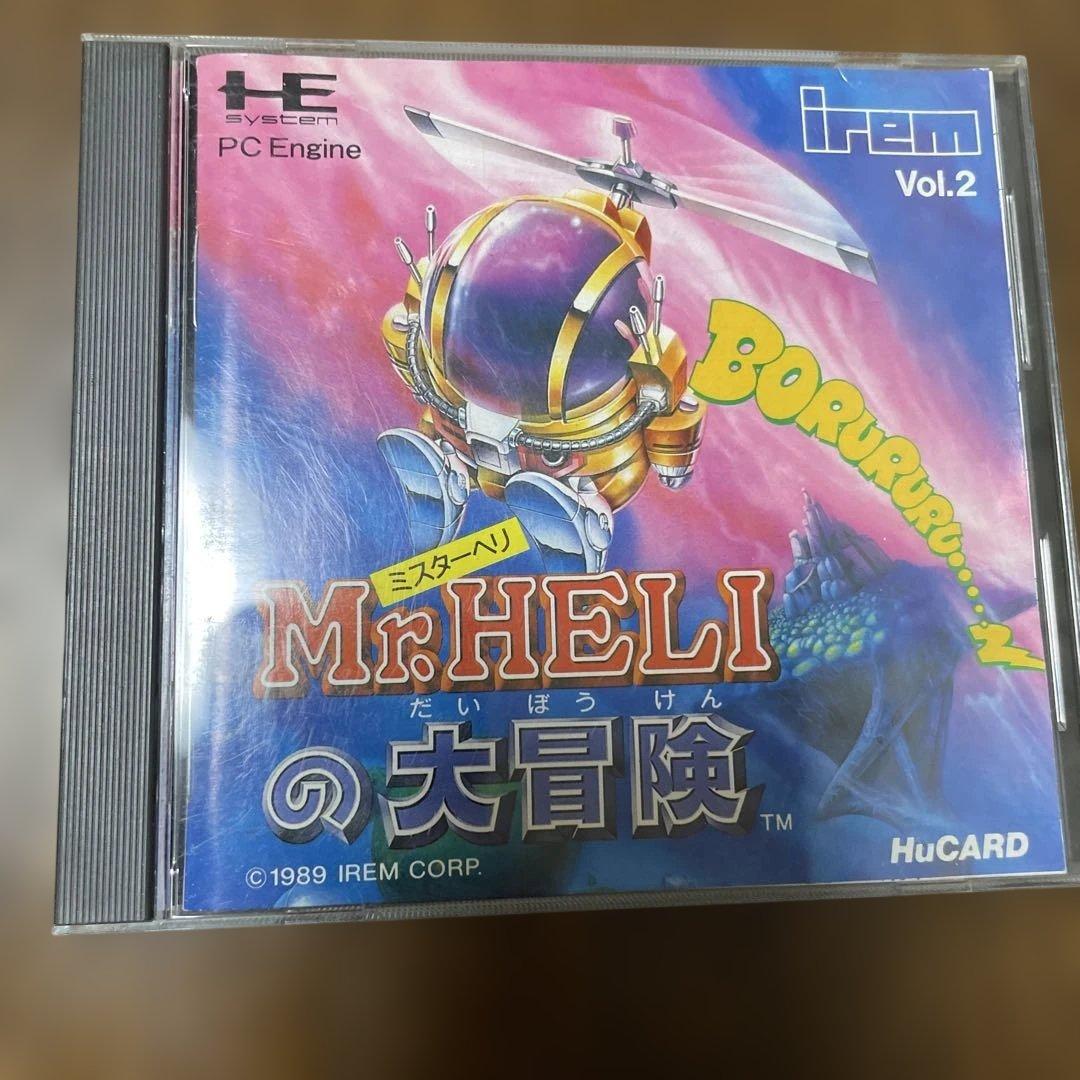 HE
system
PC Engine
irem
Vol.2
BORURURURU.....
ミスターヘリ
Mr.HELI
だいぼうけん
の大冒険
TM
HuCARD
©1989 IREM CORP.